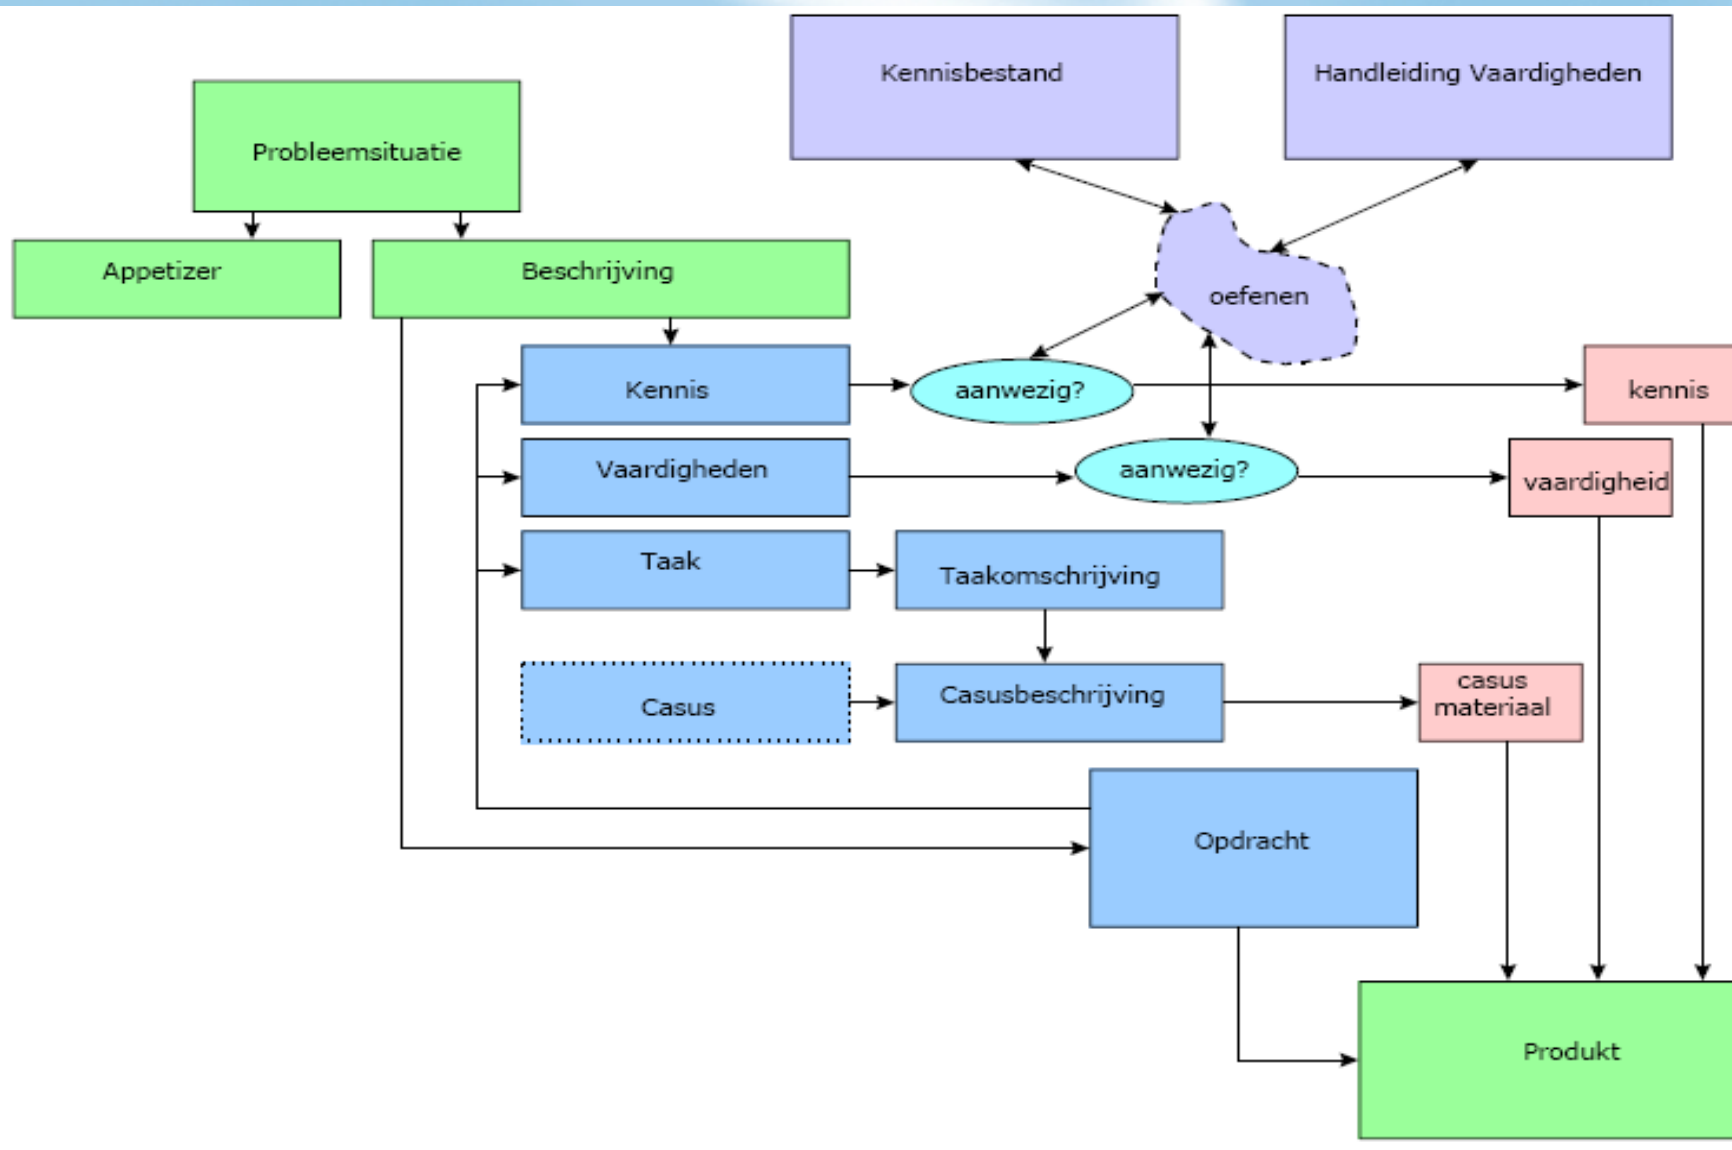 Kennisbestand
Handleiding Vaardigheden
Probleemsituatie
Appetizer
Beschrijving
oefenen
Kennis
aanwezig?
kennis
Vaardigheden
aanwezig?
vaardigheid
Taak
Taakomschrijving
Casus
Casusbeschrijving
casus
materiaal
Opdracht
Produkt